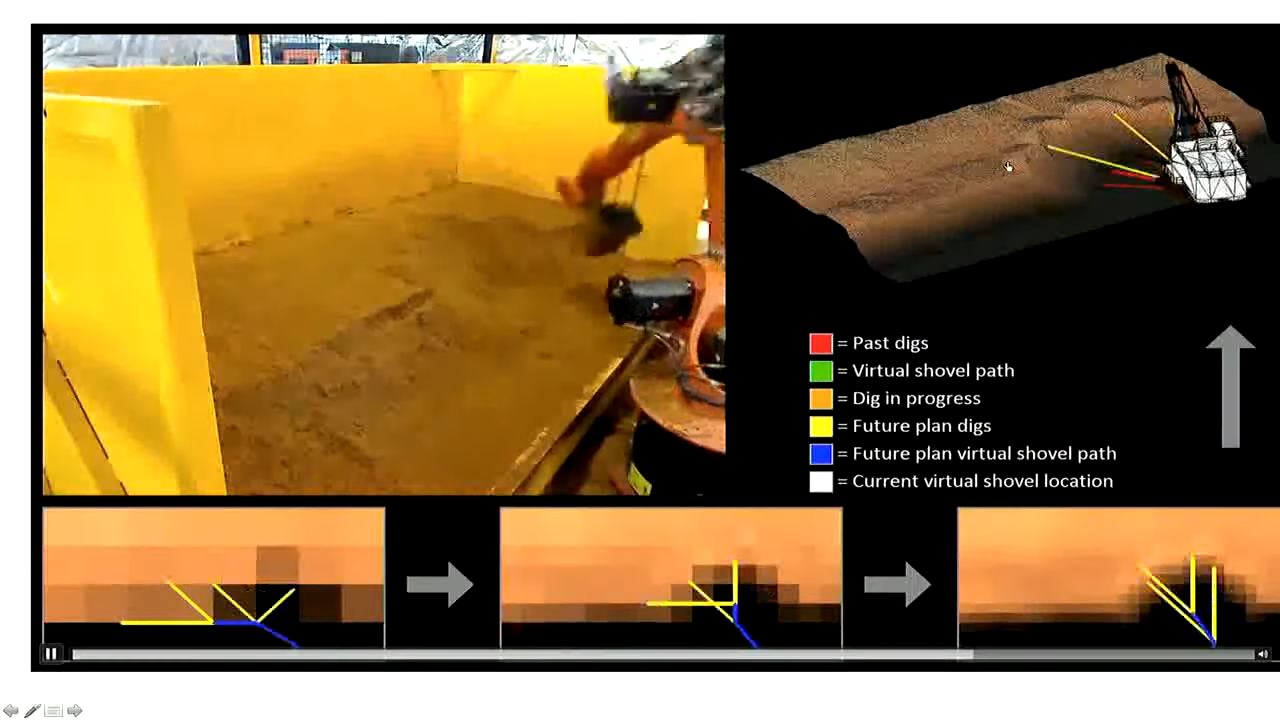 = Past digs
= Virtual shovel path
= Dig in progress
= Future plan digs
= Future plan virtual shovel path
= Current virtual shovel location